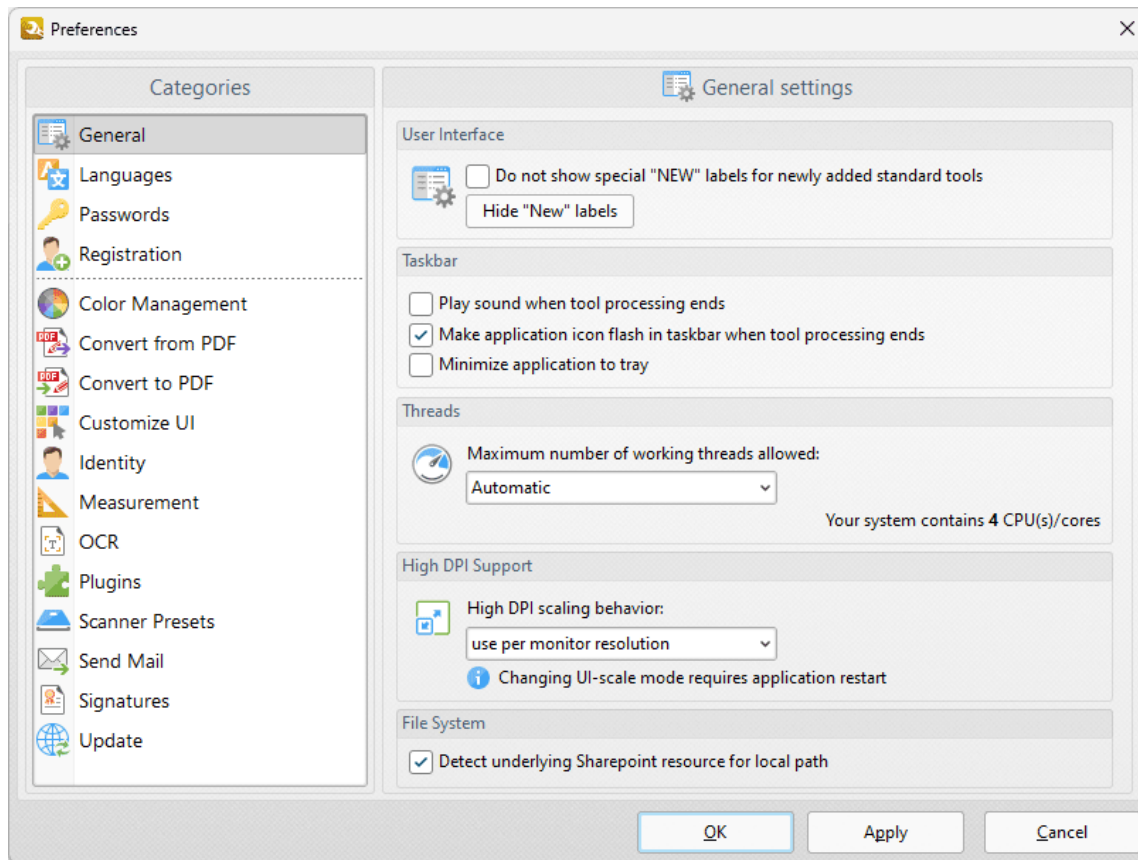 Preferences
Categories
General
Languages
Passwords
Registration
Color Management
Convert from PDF
Convert to PDF
Customize UI
Identity
Measurement
OCR
Plugins
Scanner Presets
Send Mail
Signatures
Update
General settings
User Interface
Do not show special "NEW" labels for newly added standard tools
Hide "New" labels
Taskbar
Play sound when tool processing ends
Make application icon flash in taskbar when tool processing ends
Minimize application to tray
Threads
Maximum number of working threads allowed:
Automatic
Your system contains 4 CPU(s)/cores
High DPI Support
High DPI scaling behavior:
use per monitor resolution
Changing UI-scale mode requires application restart
File System
Detect underlying Sharepoint resource for local path
OK
Apply
Cancel